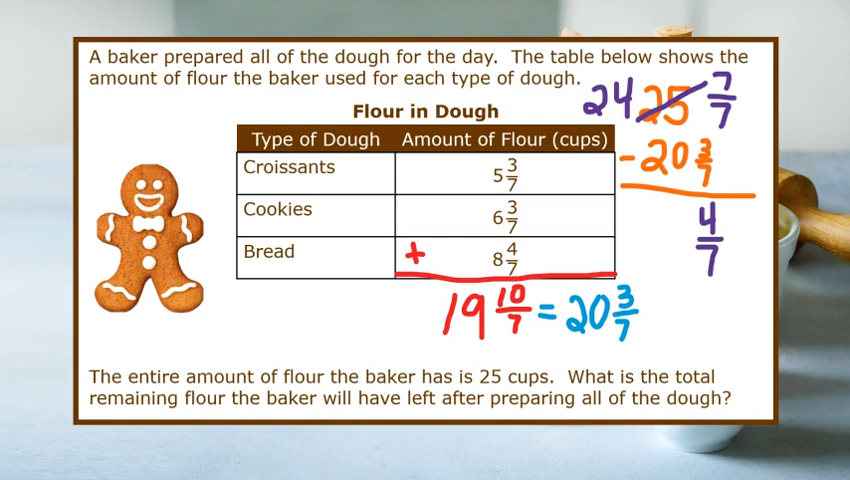 A baker prepared all of the dough for the day. The table below shows the
amount of flour the baker used for each type of dough.
Flour in Dough
Type of Dough Amount of Flour (cups)
Croissants 5 3/7
Cookies 6 3/7
Bread + 8 4/7
19 10/7 = 20 3/7
24 25 7/7
- 20 3/7
4/7
The entire amount of flour the baker has is 25 cups. What is the total
remaining flour the baker will have left after preparing all of the dough?